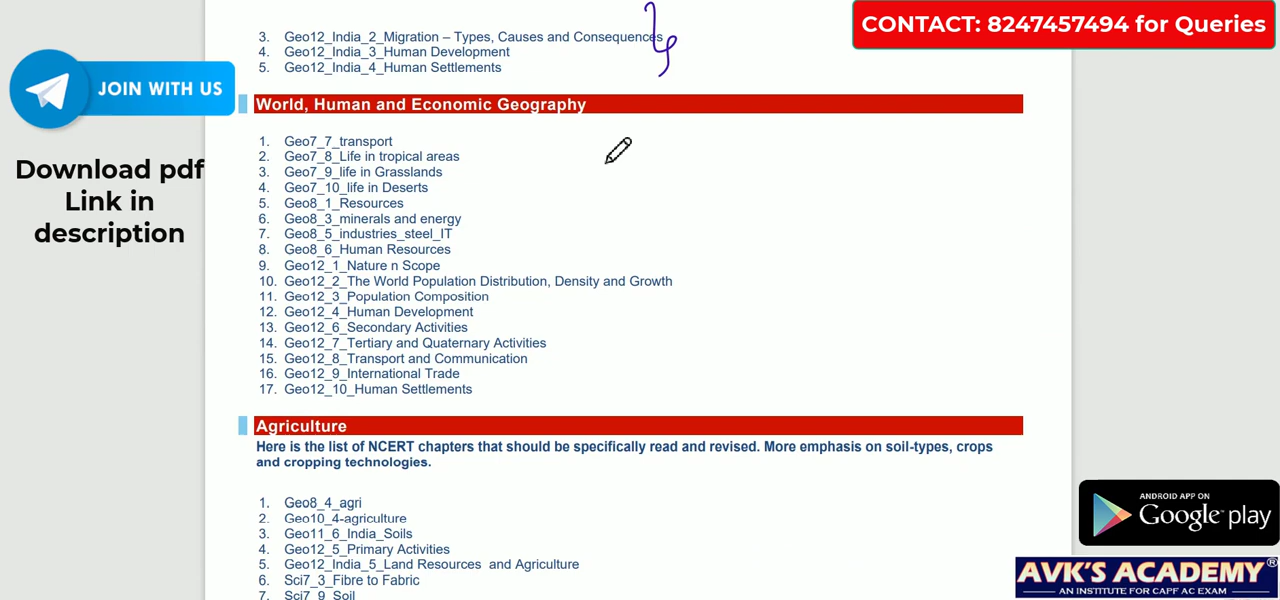 CONTACT: 8247457494 for Queries
3. Geo12_India_2_Migration – Types, Causes and Consequences
4. Geo12_India_3_Human Development
5. Geo12_India_4_Human Settlements
JOIN WITH US
Download pdf
Link in
description
World, Human and Economic Geography
1. Geo7_7_transport
2. Geo7_8_Life in tropical areas
3. Geo7_9_life in Grasslands
4. Geo7_10_life in Deserts
5. Geo8_1_Resources
6. Geo8_3_minerals and energy
7. Geo8_5_industries_steel_IT
8. Geo8_6_Human Resources
9. Geo12_1_Nature n Scope
10. Geo12_2_The World Population Distribution, Density and Growth
11. Geo12_3_Population Composition
12. Geo12_4_Human Development
13. Geo12_6_Secondary Activities
14. Geo12_7_Tertiary and Quaternary Activities
15. Geo12_8_Transport and Communication
16. Geo12_9_International Trade
17. Geo12_10_Human Settlements
Agriculture
Here is the list of NCERT chapters that should be specifically read and revised. More emphasis on soil-types, crops
and cropping technologies.
1. Geo8_4_agri
2. Geo10_4-agriculture
3. Geo11_6_India_Soils
4. Geo12_5_Primary Activities
5. Geo12_India_5_Land Resources and Agriculture
6. Sci7_3_Fibre to Fabric
7. Sci7_9_Soil
ANDROID APP ON
Google play
AVK'S ACADEMY®
AN INSTITUTE FOR CAPF AC EXAM